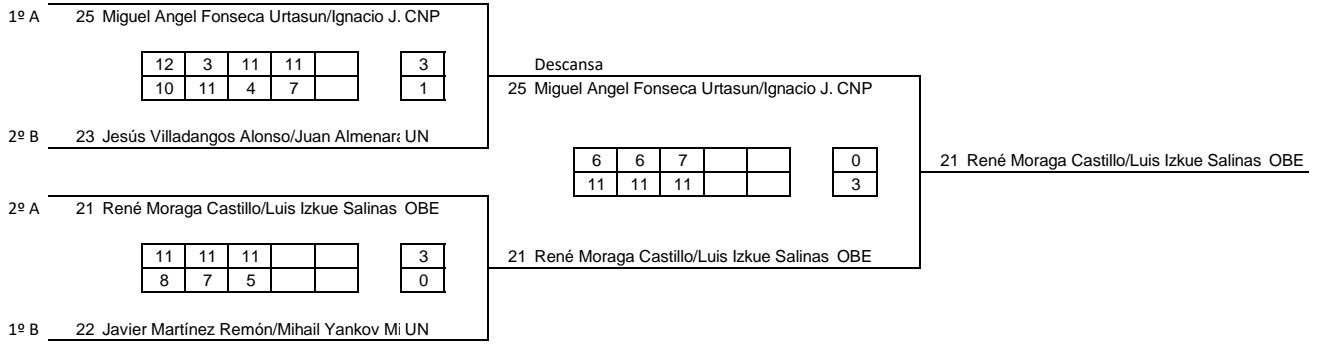 1º A 25 Miguel Angel Fonseca Urtasun/Ignacio J. CNP
12 3 11 11 3
10 11 4 7 1
Descansa
25 Miguel Angel Fonseca Urtasun/Ignacio J. CNP
2º B 23 Jesús Villadangos Alonso/Juan Almenara UN
6 6 7 0
11 11 11 3
21 René Moraga Castillo/Luis Izkue Salinas OBE
2º A 21 René Moraga Castillo/Luis Izkue Salinas OBE
11 11 11 3
8 7 5 0
21 René Moraga Castillo/Luis Izkue Salinas OBE
1º B 22 Javier Martínez Remón/Mihail Yankov Mi UN